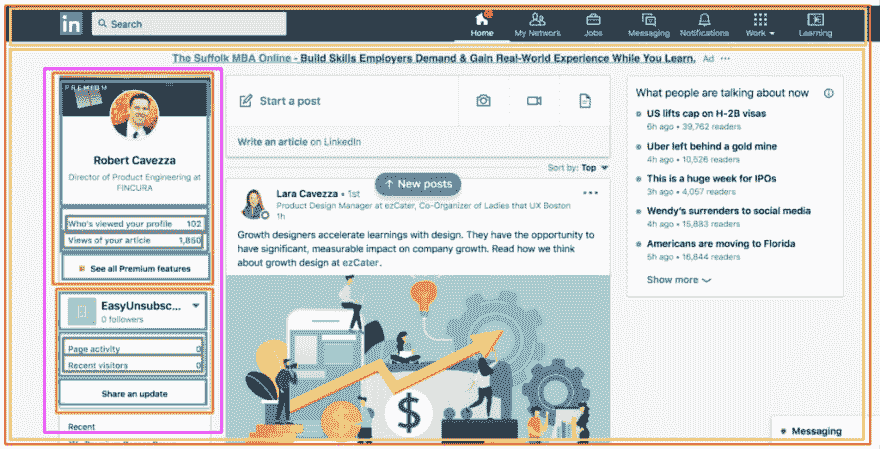 in
Search
Home
My Network
Jobs
Messaging
Notifications
Work
Learning
The Suffolk MBA Online - Build Skills Employers Demand & Gain Real-World Experience While You Learn. Ad ···
PREMIUM
Robert Cavezza
Director of Product Engineering at
FINCURA
Who's viewed your profile 102
Views of your article 1,850
See all Premium features
EasyUnsubsc...
0 followers
Page activity 0
Recent visitors 0
Share an update
Recent
Start a post
Write an article on LinkedIn
Sort by: Top
↑ New posts
Lara Cavezza • 1st
Product Design Manager at ezCater, Co-Organizer of Ladies that UX Boston
1h
Growth designers accelerate learnings with design. They have the opportunity to
have significant, measurable impact on company growth. Read how we think
about growth design at ezCater.
$
What people are talking about now
US lifts cap on H-2B visas
6h ago • 39,762 readers
Uber left behind a gold mine
4h ago • 10,526 readers
This is a huge week for IPOs
3h ago • 4,057 readers
Wendy's surrenders to social media
4h ago • 15,883 readers
Americans are moving to Florida
5h ago • 16,844 readers
Show more
Messaging